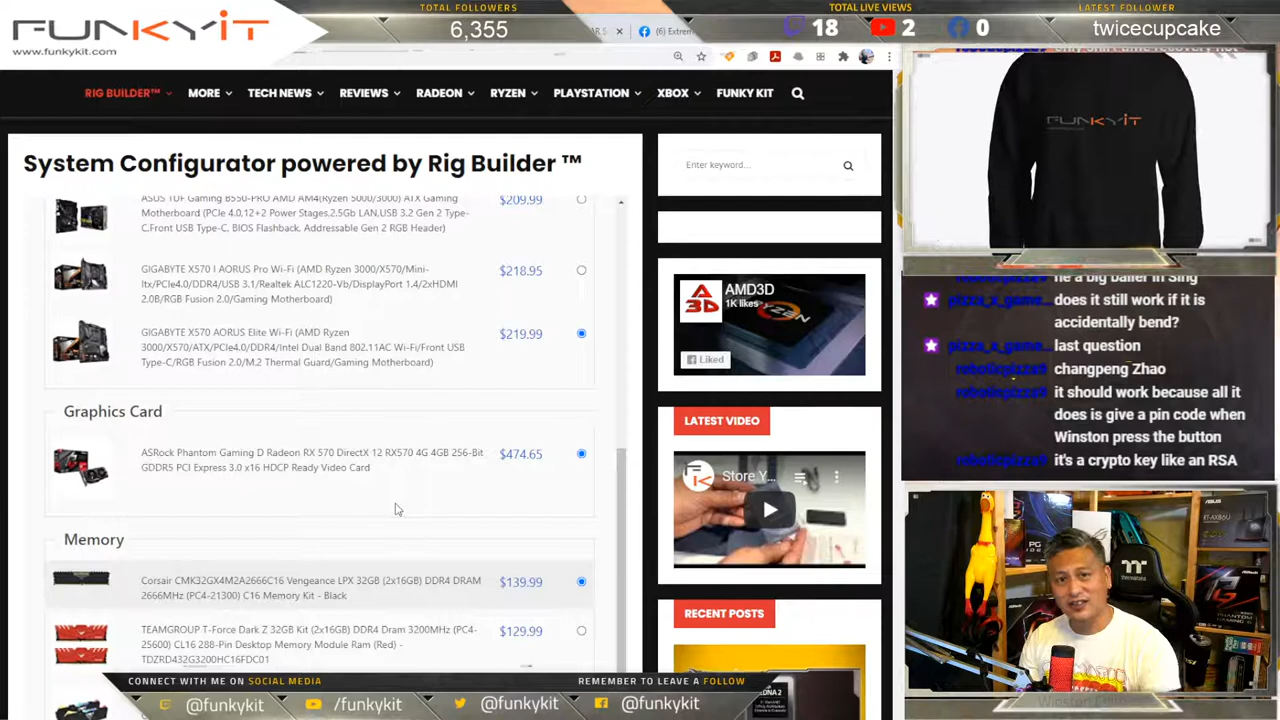 FUNKYIT
www.funkykit.com
TOTAL FOLLOWERS
6,355
TOTAL LIVE VIEWS
18 2 0
LATEST FOLLOWER
twicecupcake
(6) Extrem
RIG BUILDER™ MORE TECH NEWS REVIEWS RADEON RYZEN PLAYSTATION XBOX FUNKY KIT
System Configurator powered by Rig Builder ™
ASUS TUF Gaming B550-PRO AMD AM4(Ryzen 5000/3000) ATX Gaming
Motherboard (PCIe 4.0,12+2 Power Stages,2.5Gb LAN,USB 3.2 Gen 2 Type-
C,Front USB Type-C, BIOS Flashback, Addressable Gen 2 RGB Header)
$209.99
GIGABYTE X570 I AORUS Pro Wi-Fi (AMD Ryzen 3000/X570/Mini-
Itx/PCIe4.0/DDR4/USB 3.1/Realtek ALC1220-Vb/DisplayPort 1.4/2xHDMI
2.0B/RGB Fusion 2.0/Gaming Motherboard)
$218.95
GIGABYTE X570 AORUS Elite Wi-Fi (AMD Ryzen
3000/X570/ATX/PCIe4.0/DDR4/Intel Dual Band 802.11AC Wi-Fi/Front USB
Type-C/RGB Fusion 2.0/M.2 Thermal Guard/Gaming Motherboard)
$219.99
Graphics Card
ASRock Phantom Gaming D Radeon RX 570 DirectX 12 RX570 4G 4GB 256-Bit
GDDR5 PCI Express 3.0 x16 HDCP Ready Video Card
$474.65
Memory
Corsair CMK32GX4M2A2666C16 Vengeance LPX 32GB (2x16GB) DDR4 DRAM
2666MHz (PC4-21300) C16 Memory Kit - Black
$139.99
TEAMGROUP T-Force Dark Z 32GB Kit (2x16GB) DDR4 Dram 3200MHz (PC4-
25600) CL16 288-Pin Desktop Memory Module Ram (Red) -
TDZRD432G3200HC16FDC01
$129.99
Enter keyword...
AMD3D
1K likes
A3D
RYZEN
Liked
LATEST VIDEO
Store Y...
RECENT POSTS
FUNKYIT
he a big baller in Sing
does it still work if it is
accidentally bend?
last question
changpeng Zhao
it should work because all it
does is give a pin code when
Winston press the button
it's a crypto key like an RSA
RT-AX86U
CONNECT WITH ME ON SOCIAL MEDIA
REMEMBER TO LEAVE A FOLLOW
@funkykit /funkykit @funkykit @funkykit